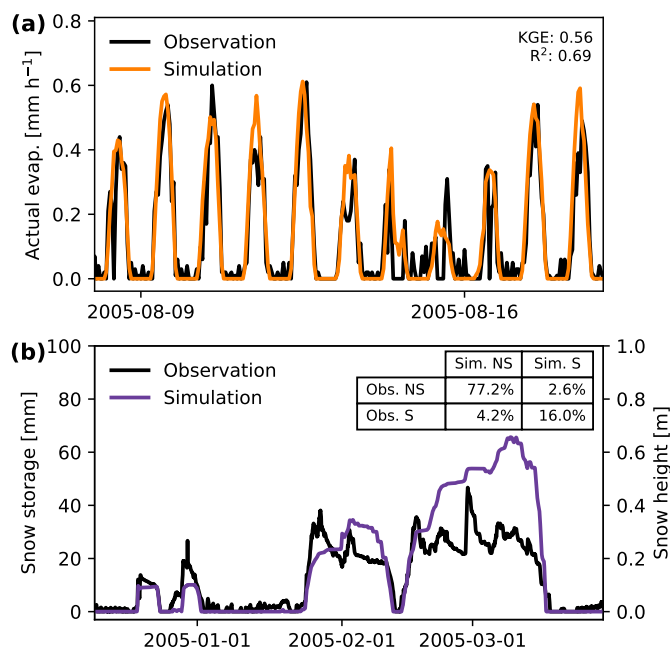 (a)
0.8
0.6
0.4
0.2
0.0
Actual evap. [mm h⁻¹]
Observation
Simulation
KGE: 0.56
R²: 0.69
2005-08-09
2005-08-16
(b)
100
80
60
40
20
0
Snow storage [mm]
Observation
Simulation
Sim. NS Sim. S
Obs. NS 77.2% 2.6%
Obs. S 4.2% 16.0%
1.0
0.8
0.6
0.4
0.2
0.0
Snow height [m]
2005-01-01
2005-02-01
2005-03-01